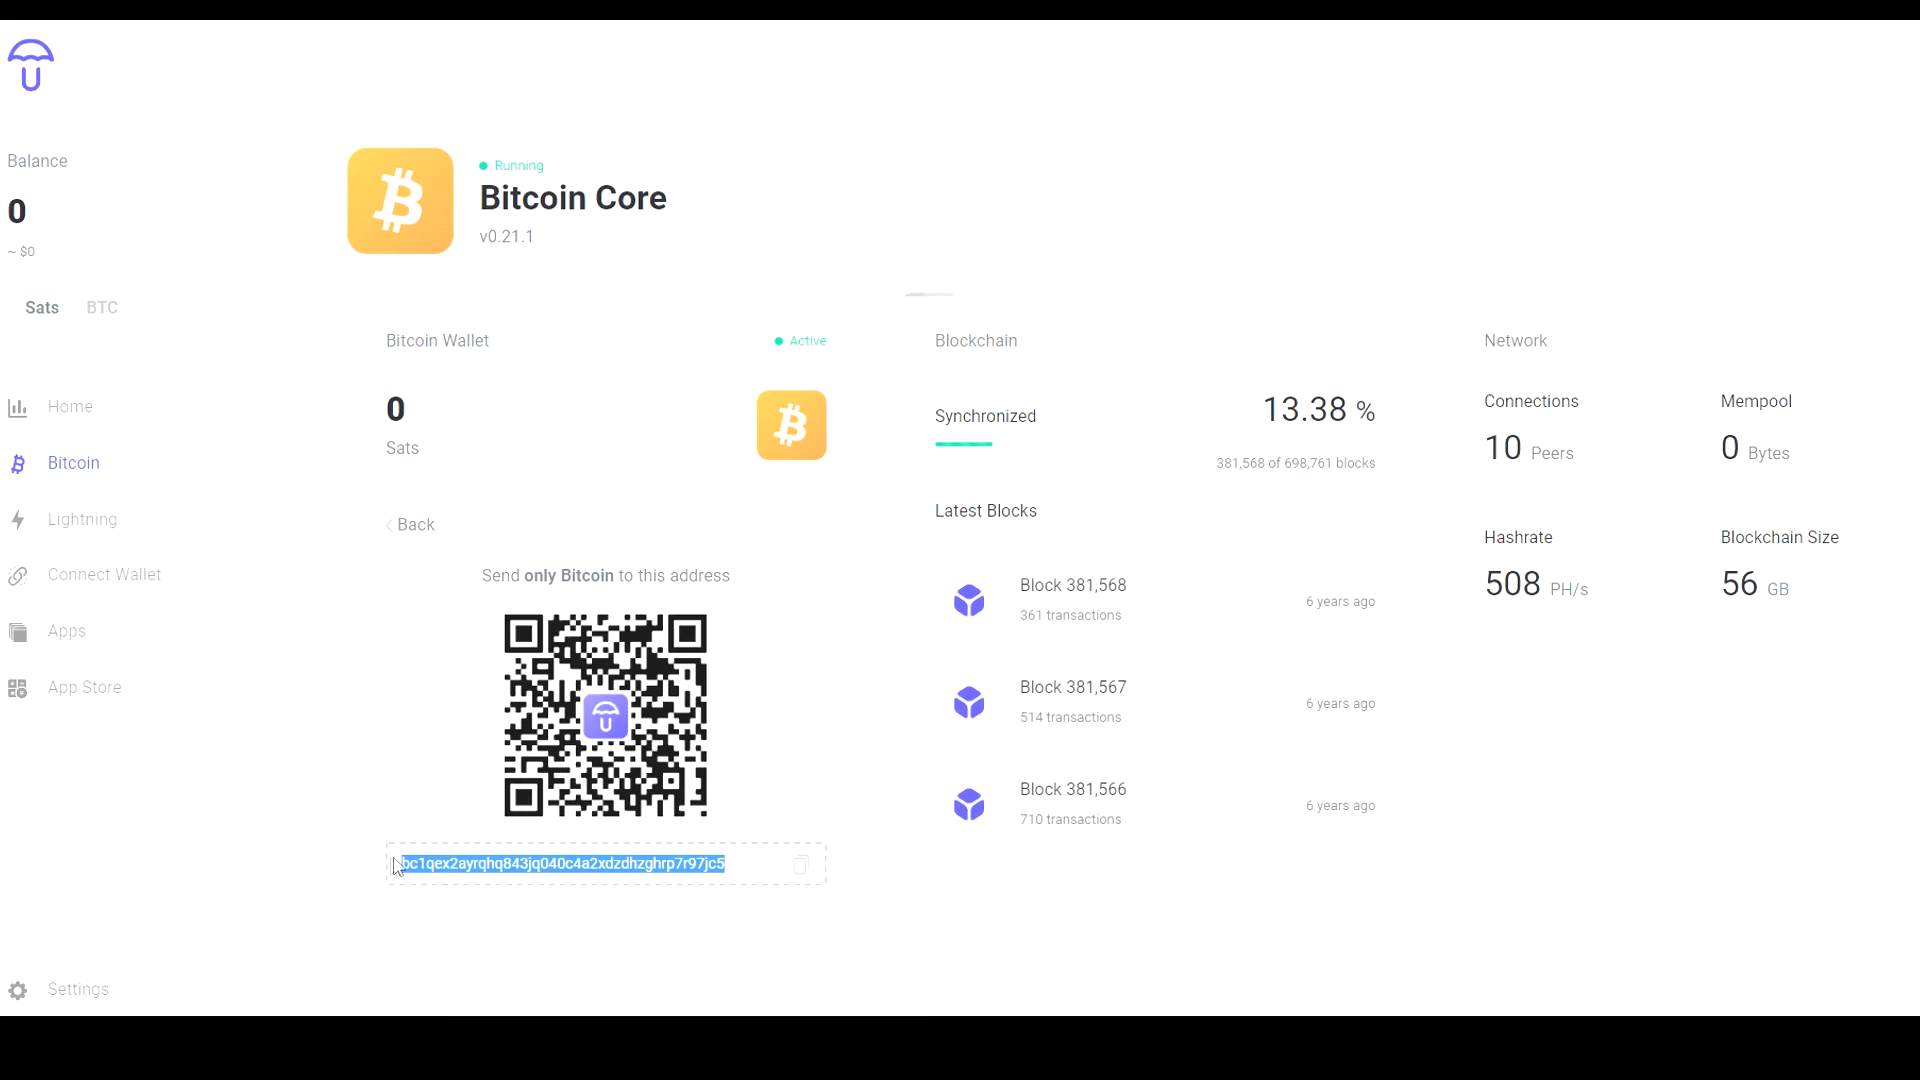 Balance
0
~ $0
Sats BTC
Home
Bitcoin
Lightning
Connect Wallet
Apps
App Store
Settings
Running
Bitcoin Core
v0.21.1
Bitcoin Wallet
Active
0
Sats
Back
Send only Bitcoin to this address
bc1qex2ayrqhq843jq040c4a2xdzdhzghrp7r97jc5
Blockchain
Synchronized
13.38 %
381,568 of 698,761 blocks
Latest Blocks
Block 381,568
361 transactions
6 years ago
Block 381,567
514 transactions
6 years ago
Block 381,566
710 transactions
6 years ago
Network
Connections
10 Peers
Mempool
0 Bytes
Hashrate
508 PH/s
Blockchain Size
56 GB